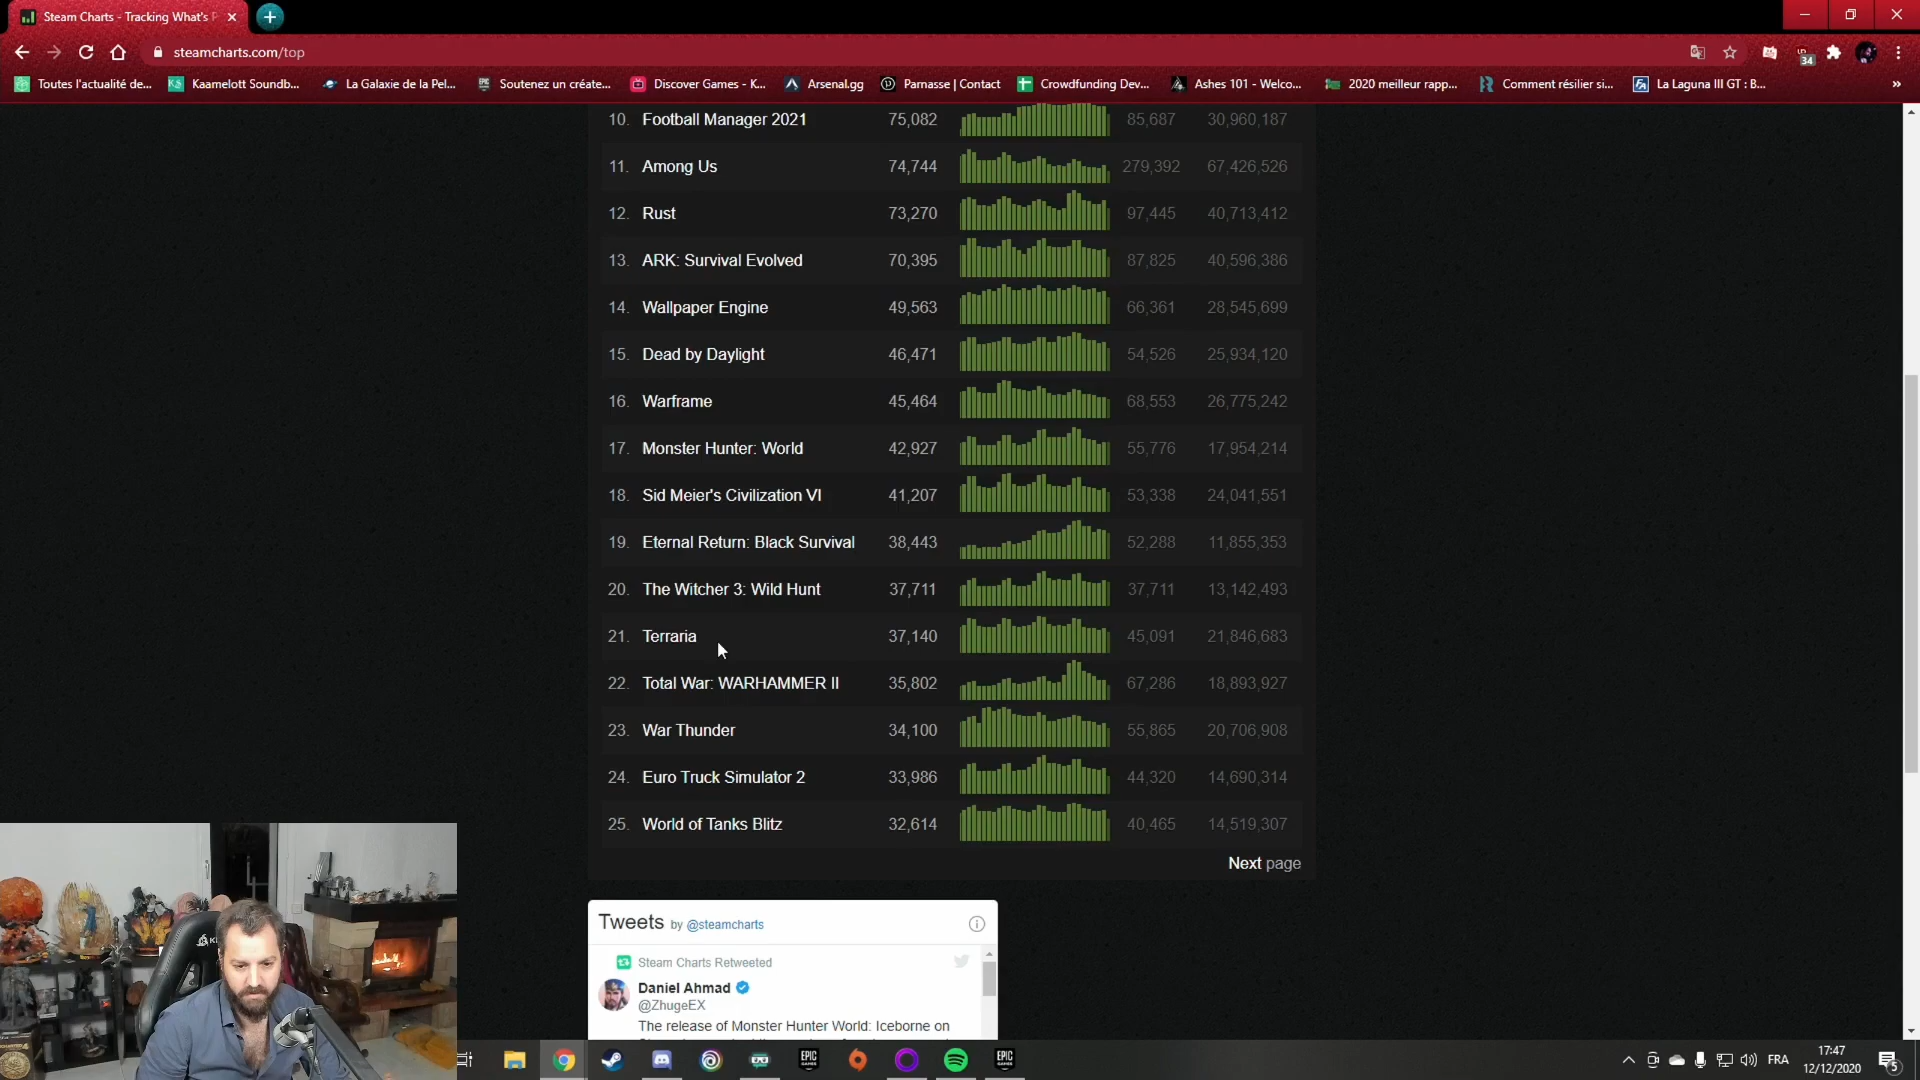 Steam Charts - Tracking What's P
steamcharts.com/top
34
Toutes l'actualité de...
Kaamelott Soundb...
La Galaxie de la Pel...
Soutenez un créate...
Discover Games - K...
Arsenal.gg
Parnasse | Contact
Crowdfunding Dev...
Ashes 101 - Welco...
2020 meilleur rapp...
Comment résilier si...
La Laguna III GT : B...
10. Football Manager 2021 75,082 85,687 30,960,187
11. Among Us 74,744 279,392 67,426,526
12. Rust 73,270 97,445 40,713,412
13. ARK: Survival Evolved 70,395 87,825 40,596,386
14. Wallpaper Engine 49,563 66,361 28,545,699
15. Dead by Daylight 46,471 54,526 25,934,120
16. Warframe 45,464 68,553 26,775,242
17. Monster Hunter: World 42,927 55,776 17,954,214
18. Sid Meier's Civilization VI 41,207 53,338 24,041,551
19. Eternal Return: Black Survival 38,443 52,288 11,855,353
20. The Witcher 3: Wild Hunt 37,711 37,711 13,142,493
21. Terraria 37,140 45,091 21,846,683
22. Total War: WARHAMMER II 35,802 67,286 18,893,927
23. War Thunder 34,100 55,865 20,706,908
24. Euro Truck Simulator 2 33,986 44,320 14,690,314
25. World of Tanks Blitz 32,614 40,465 14,519,307
Next page
Tweets by @steamcharts
Steam Charts Retweeted
Daniel Ahmad
@ZhugeEX
The release of Monster Hunter World: Iceborne on
EPIC GAMES
EPIC GAMES
FRA
17:47
12/12/2020
5